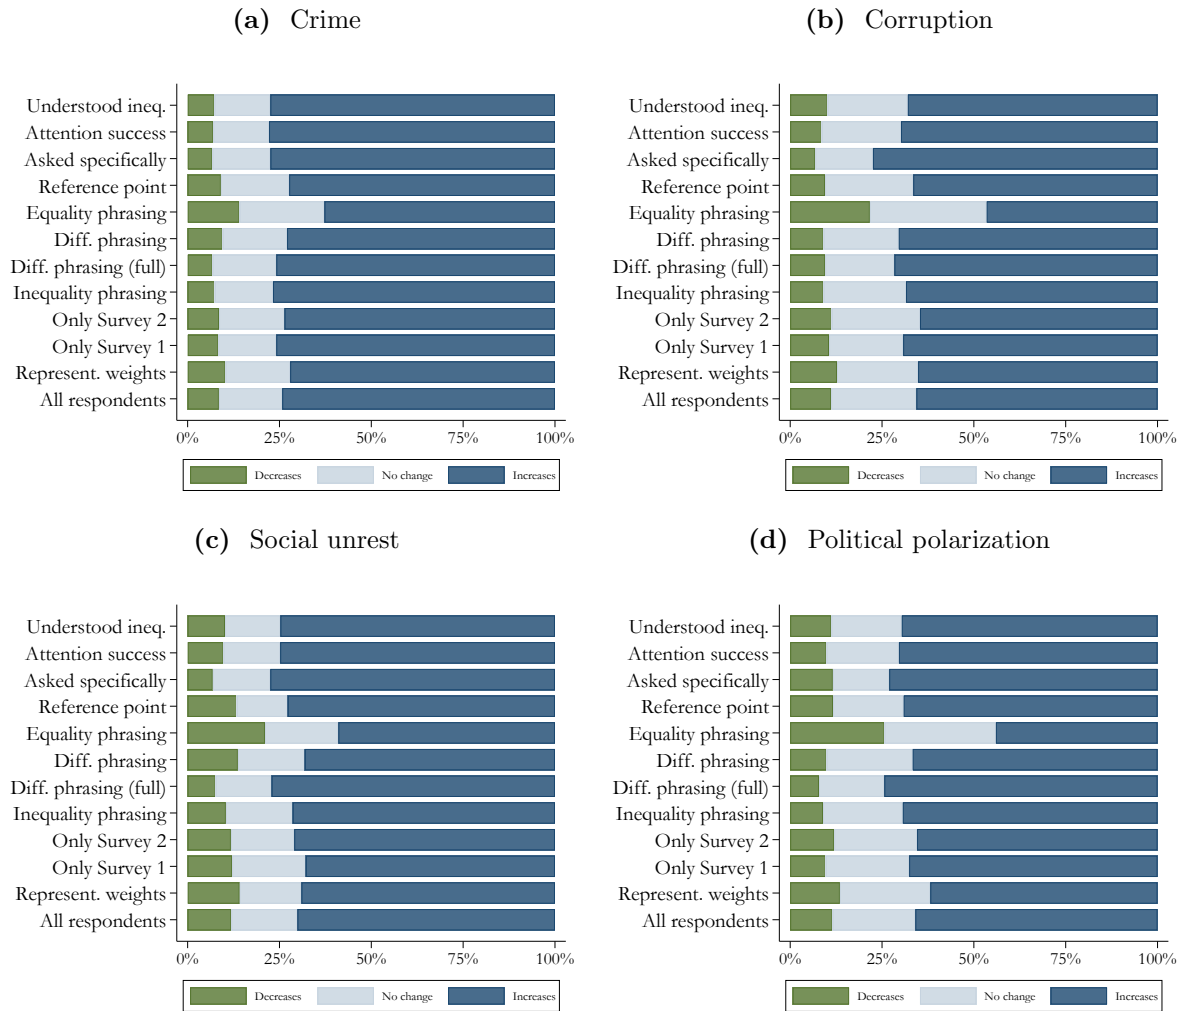 (a) Crime
Understood ineq.
Attention success
Asked specifically
Reference point
Equality phrasing
Diff. phrasing
Diff. phrasing (full)
Inequality phrasing
Only Survey 2
Only Survey 1
Represent. weights
All respondents
0% 25% 50% 75% 100%
Decreases No change Increases
(b) Corruption
Understood ineq.
Attention success
Asked specifically
Reference point
Equality phrasing
Diff. phrasing
Diff. phrasing (full)
Inequality phrasing
Only Survey 2
Only Survey 1
Represent. weights
All respondents
0% 25% 50% 75% 100%
Decreases No change Increases
(c) Social unrest
Understood ineq.
Attention success
Asked specifically
Reference point
Equality phrasing
Diff. phrasing
Diff. phrasing (full)
Inequality phrasing
Only Survey 2
Only Survey 1
Represent. weights
All respondents
0% 25% 50% 75% 100%
Decreases No change Increases
(d) Political polarization
Understood ineq.
Attention success
Asked specifically
Reference point
Equality phrasing
Diff. phrasing
Diff. phrasing (full)
Inequality phrasing
Only Survey 2
Only Survey 1
Represent. weights
All respondents
0% 25% 50% 75% 100%
Decreases No change Increases